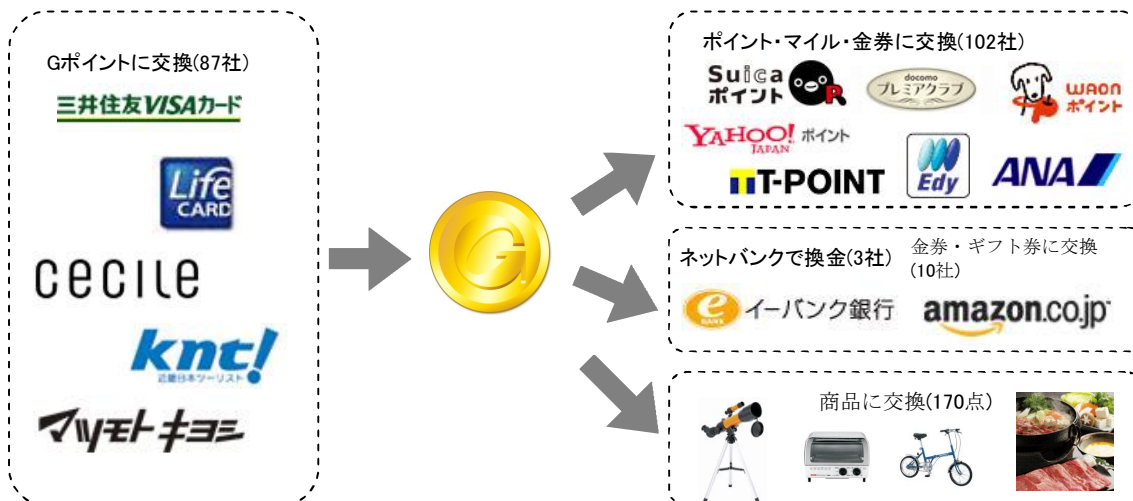 Gポイントに交換(87社)
三井住友VISAカード
Life
CARD
cecile
knt!
近畿日本ツーリスト
マツモトキヨシ
G.
ポイント・マイル・金券に交換(102社)
Suica
ポイント
R
docomo
プレミアクラブ
WAON
ポイント
YAHOO!
JAPAN
ポイント
T-POINT
Edy
ANA
ネットバンクで換金(3社)
金券・ギフト券に交換
(10社)
e
BANK
イーバンク銀行
amazon.co.jp
商品に交換(170点)